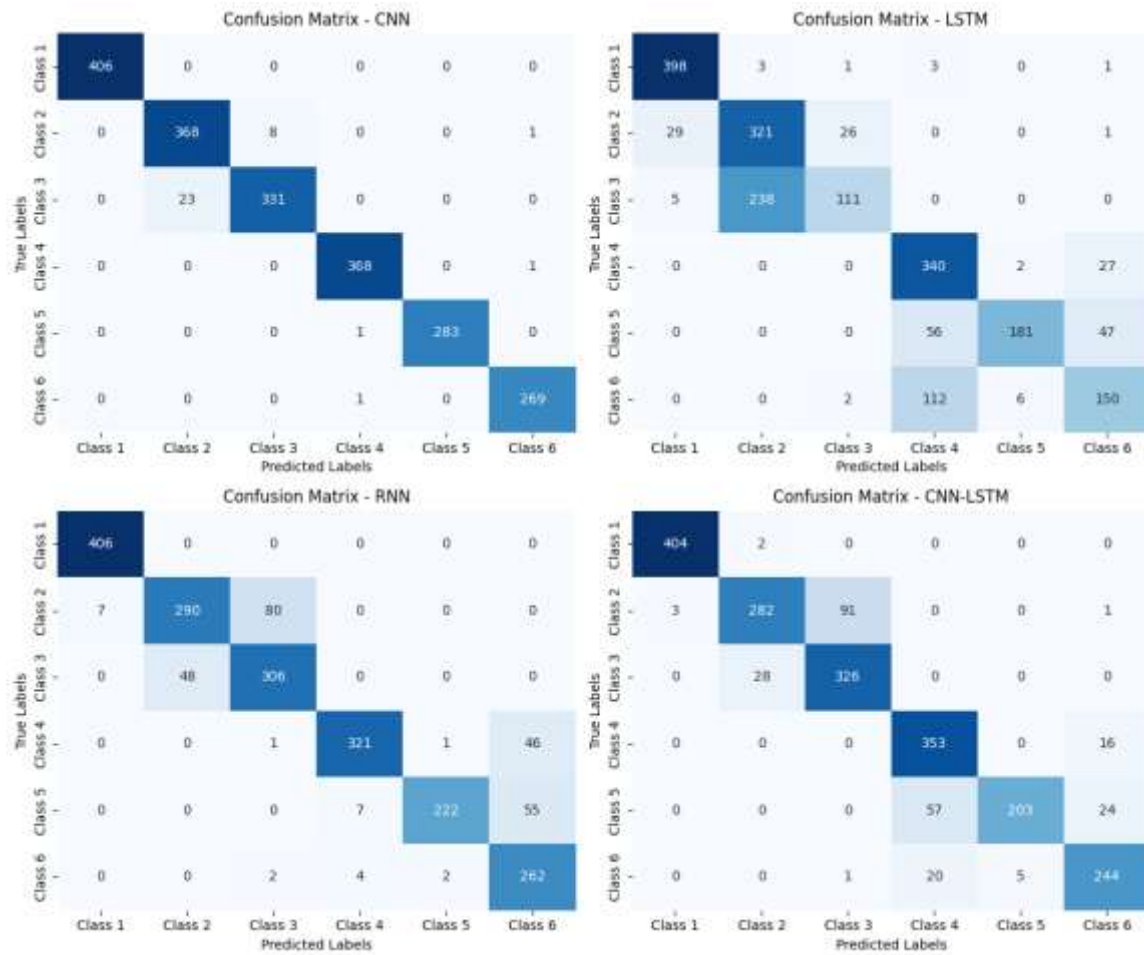 Confusion Matrix - CNN
True Labels
Class 1 406 0 0 0 0 0
Class 2 0 368 8 0 0 1
Class 3 0 23 331 0 0 0
Class 4 0 0 0 368 0 1
Class 5 0 0 0 1 283 0
Class 6 0 0 0 1 0 269
Class 1 Class 2 Class 3 Class 4 Class 5 Class 6
Predicted Labels
Confusion Matrix - LSTM
True Labels
Class 1 398 3 1 3 0 1
Class 2 29 321 26 0 0 1
Class 3 5 238 111 0 0 0
Class 4 0 0 0 340 2 27
Class 5 0 0 0 56 181 47
Class 6 0 0 2 112 6 150
Class 1 Class 2 Class 3 Class 4 Class 5 Class 6
Predicted Labels
Confusion Matrix - RNN
True Labels
Class 1 406 0 0 0 0 0
Class 2 7 290 80 0 0 0
Class 3 0 48 306 0 0 0
Class 4 0 0 1 321 1 46
Class 5 0 0 0 7 222 55
Class 6 0 0 2 4 2 262
Class 1 Class 2 Class 3 Class 4 Class 5 Class 6
Predicted Labels
Confusion Matrix - CNN-LSTM
True Labels
Class 1 404 2 0 0 0 0
Class 2 3 282 91 0 0 1
Class 3 0 28 326 0 0 0
Class 4 0 0 0 353 0 16
Class 5 0 0 0 57 203 24
Class 6 0 0 1 20 5 244
Class 1 Class 2 Class 3 Class 4 Class 5 Class 6
Predicted Labels